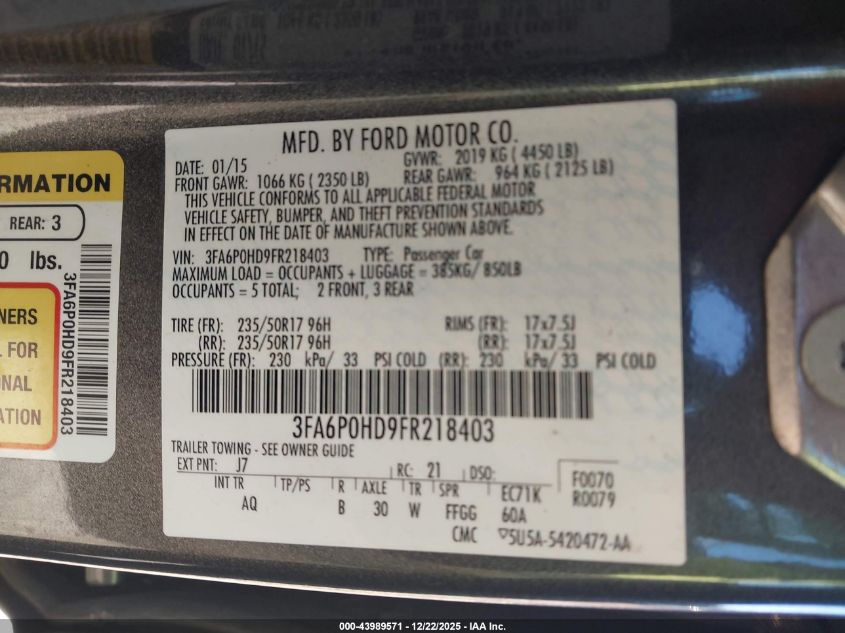 RMATION
REAR: 3
0 lbs.
NERS
L FOR
ONAL
ATION
3FA6P0HD9FR218403
MFD. BY FORD MOTOR CO.
DATE: 01/15 GVWR: 2019 KG ( 4450 LB)
FRONT GAWR: 1066 KG ( 2350 LB) REAR GAWR: 964 KG ( 2125 LB)
THIS VEHICLE CONFORMS TO ALL APPLICABLE FEDERAL MOTOR
VEHICLE SAFETY, BUMPER, AND THEFT PREVENTION STANDARDS
IN EFFECT ON THE DATE OF MANUFACTURE SHOWN ABOVE.
VIN: 3FA6P0HD9FR218403 TYPE: Passenger Car
MAXIMUM LOAD = OCCUPANTS + LUGGAGE = 385KG/ 850LB
OCCUPANTS = 5 TOTAL; 2 FRONT, 3 REAR
TIRE (FR): 235/50R17 96H RIMS (FR): 17x7.5J
(RR): 235/50R17 96H (RR): 17x7.5J
PRESSURE (FR): 230 kPa/ 33 PSI COLD (RR): 230 kPa/ 33 PSI COLD
3FA6P0HD9FR218403
TRAILER TOWING - SEE OWNER GUIDE
EXT PNT: J7 RC: 21 DSO: F0070
INT TR TP/PS R AXLE TR SPR EC71K R0079
AQ B 30 W FFGG 60A
CMC 5U5A-5420472-AA
000-43989571 - 12/22/2025 - IAA Inc.